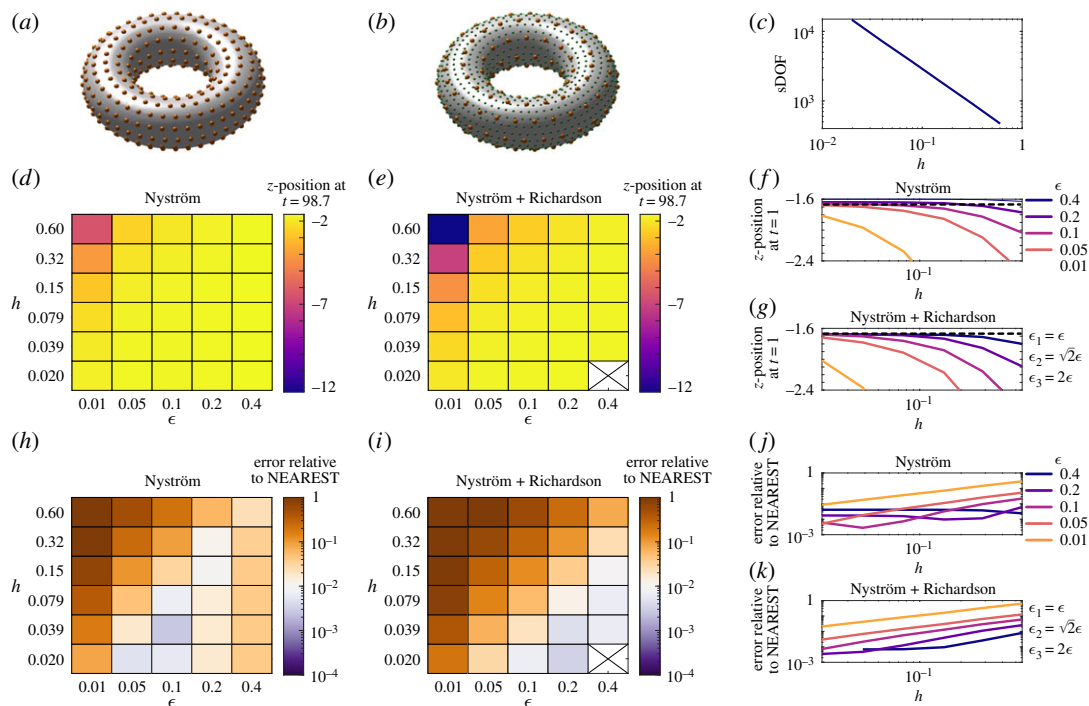 (a)
(b)
(c)
sDOF
10⁴
10³
10⁻²
10⁻¹
1
h
(d)
Nyström
z-position at
t = 98.7
h
0.60
0.32
0.15
0.079
0.039
0.020
0.01 0.05 0.1 0.2 0.4
ϵ
−2
−7
−12
(e)
Nyström + Richardson
z-position at
t = 98.7
0.60
0.32
0.15
h
0.079
0.039
0.020
0.01 0.05 0.1 0.2 0.4
ϵ
−2
−7
−12
(f)
Nyström
z-position
at t = 1
−1.6
−2.4
10⁻¹
h
ϵ
0.4
0.2
0.1
0.05
0.01
(g)
Nyström + Richardson
z-position
at t = 1
−1.6
−2.4
10⁻¹
h
ϵ₁ = ϵ
ϵ₂ = √2ϵ
ϵ₃ = 2ϵ
(h)
Nyström
error relative
to NEAREST
h
0.60
0.32
0.15
0.079
0.039
0.020
0.01 0.05 0.1 0.2 0.4
ϵ
1
10⁻¹
10⁻²
10⁻³
10⁻⁴
(i)
Nyström + Richardson
error relative
to NEAREST
h
0.60
0.32
0.15
0.079
0.039
0.020
0.01 0.05 0.1 0.2 0.4
ϵ
1
10⁻¹
10⁻²
10⁻³
10⁻⁴
(j)
Nyström
error relative
to NEAREST
1
10⁻³
10⁻¹
h
ϵ
0.4
0.2
0.1
0.05
0.01
(k)
Nyström + Richardson
error relative
to NEAREST
1
10⁻³
10⁻¹
h
ϵ₁ = ϵ
ϵ₂ = √2ϵ
ϵ₃ = 2ϵ